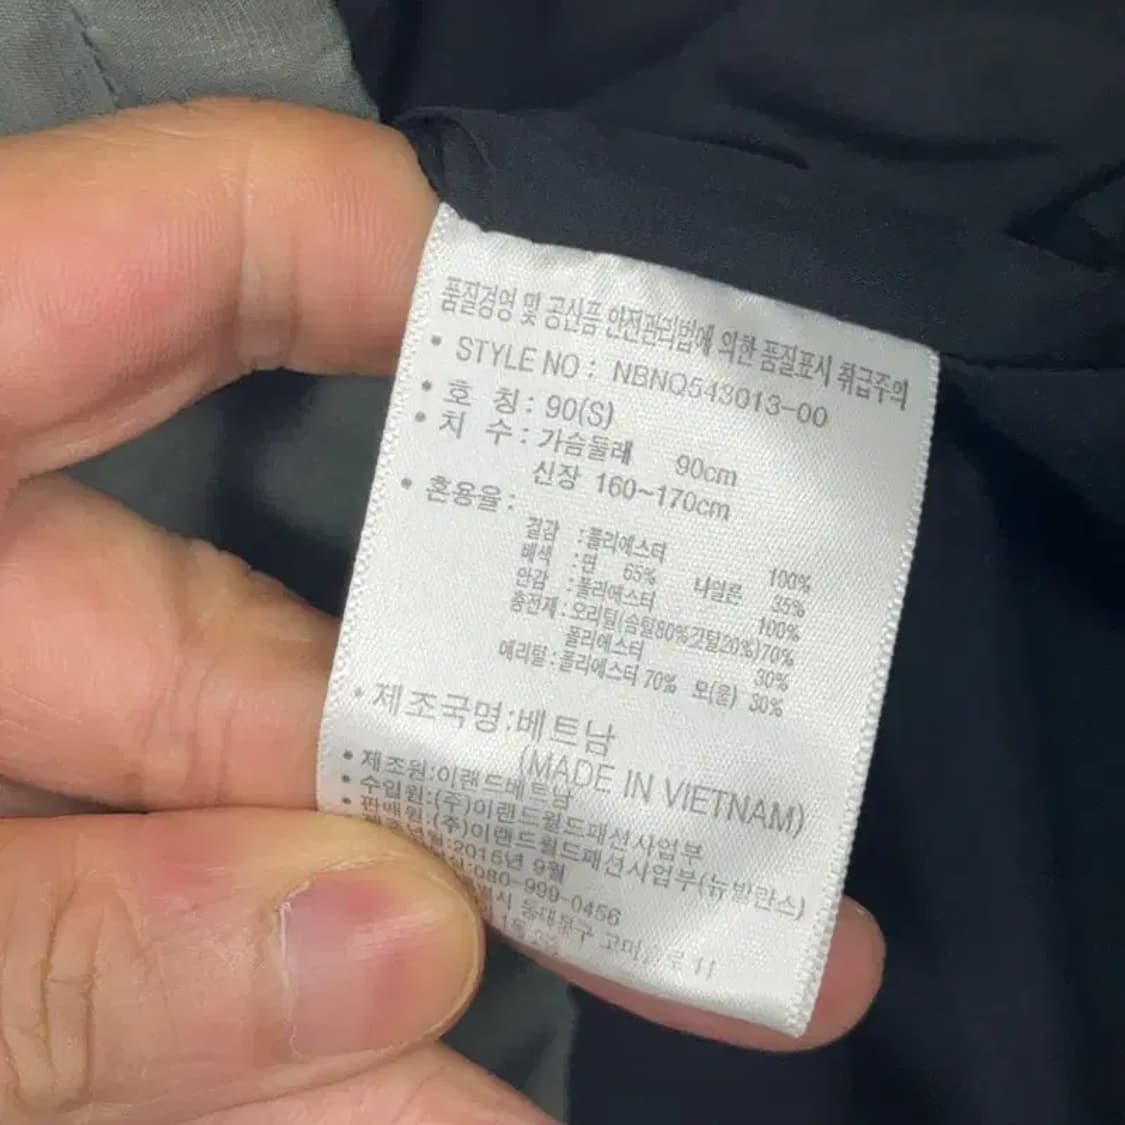 품질경영 및 공산품 안전관리법에 의한 품질표시 취급주의
• STYLE NO : NBNQ543013-00
• 호 칭 : 90(S)
• 치 수 : 가슴둘레 90cm
신장 160~170cm
• 혼용율 :
겉감 : 폴리에스터 100%
배색 : 면 65% 나일론 35%
안감 : 폴리에스터 100%
충전재 : 오리털(솜털80%깃털20%)70%
폴리에스터 30%
에리털 : 폴리에스터 70% 모(울) 30%
• 제조국명:베트남
(MADE IN VIETNAM)
• 제조원:이랜드베트남
• 수입원:(주)이랜드월드패션사업부
• 판매원:(주)이랜드월드패션사업부(뉴발란스)
:2015년 9월
:080-999-0456
11